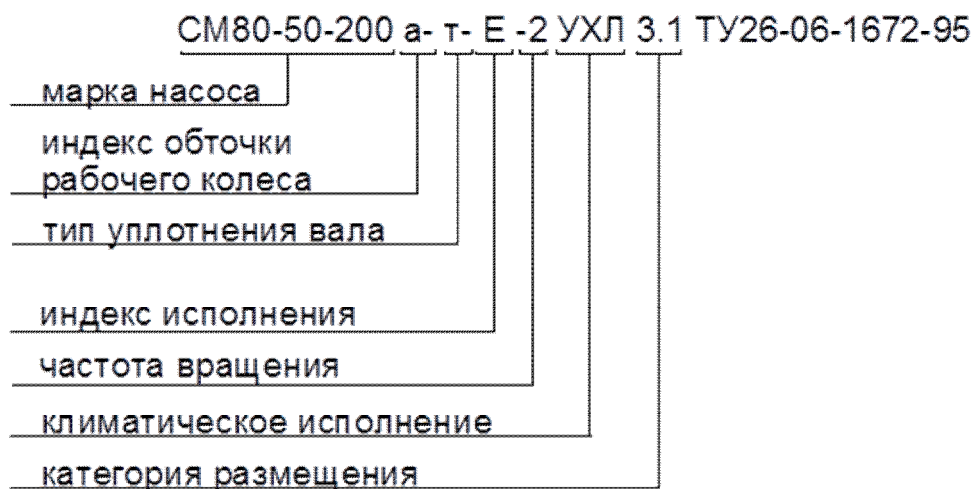 СМ80-50-200 а- т- Е -2 УХЛ 3.1 ТУ26-06-1672-95
марка насоса
индекс обточки
рабочего колеса
тип уплотнения вала
индекс исполнения
частота вращения
климатическое исполнение
категория размещения